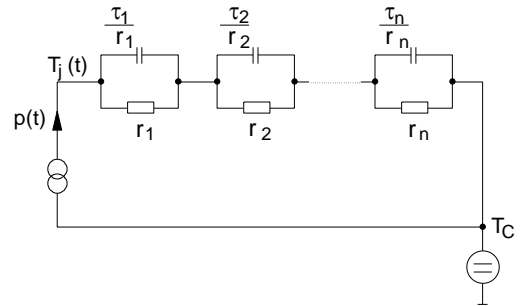 τ1/r1 τ2/r2 τn/rn
Tj(t)
r1 r2 rn
p(t)
TC